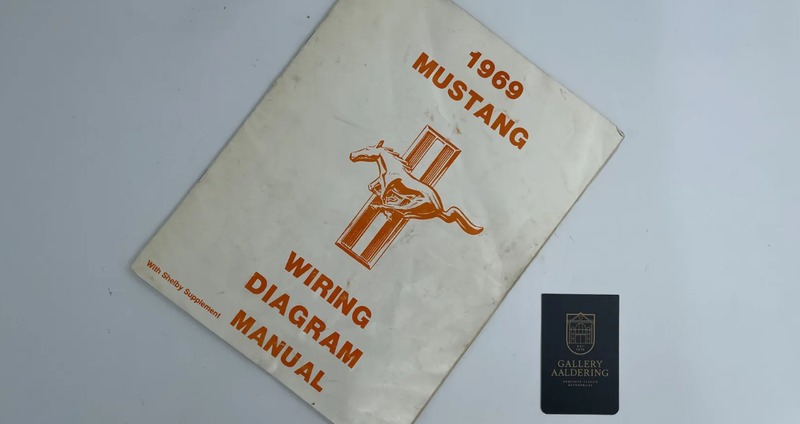 1969
MUSTANG
WIRING
DIAGRAM
MANUAL
With Shelby Supplement
GALLERY
AALDERING